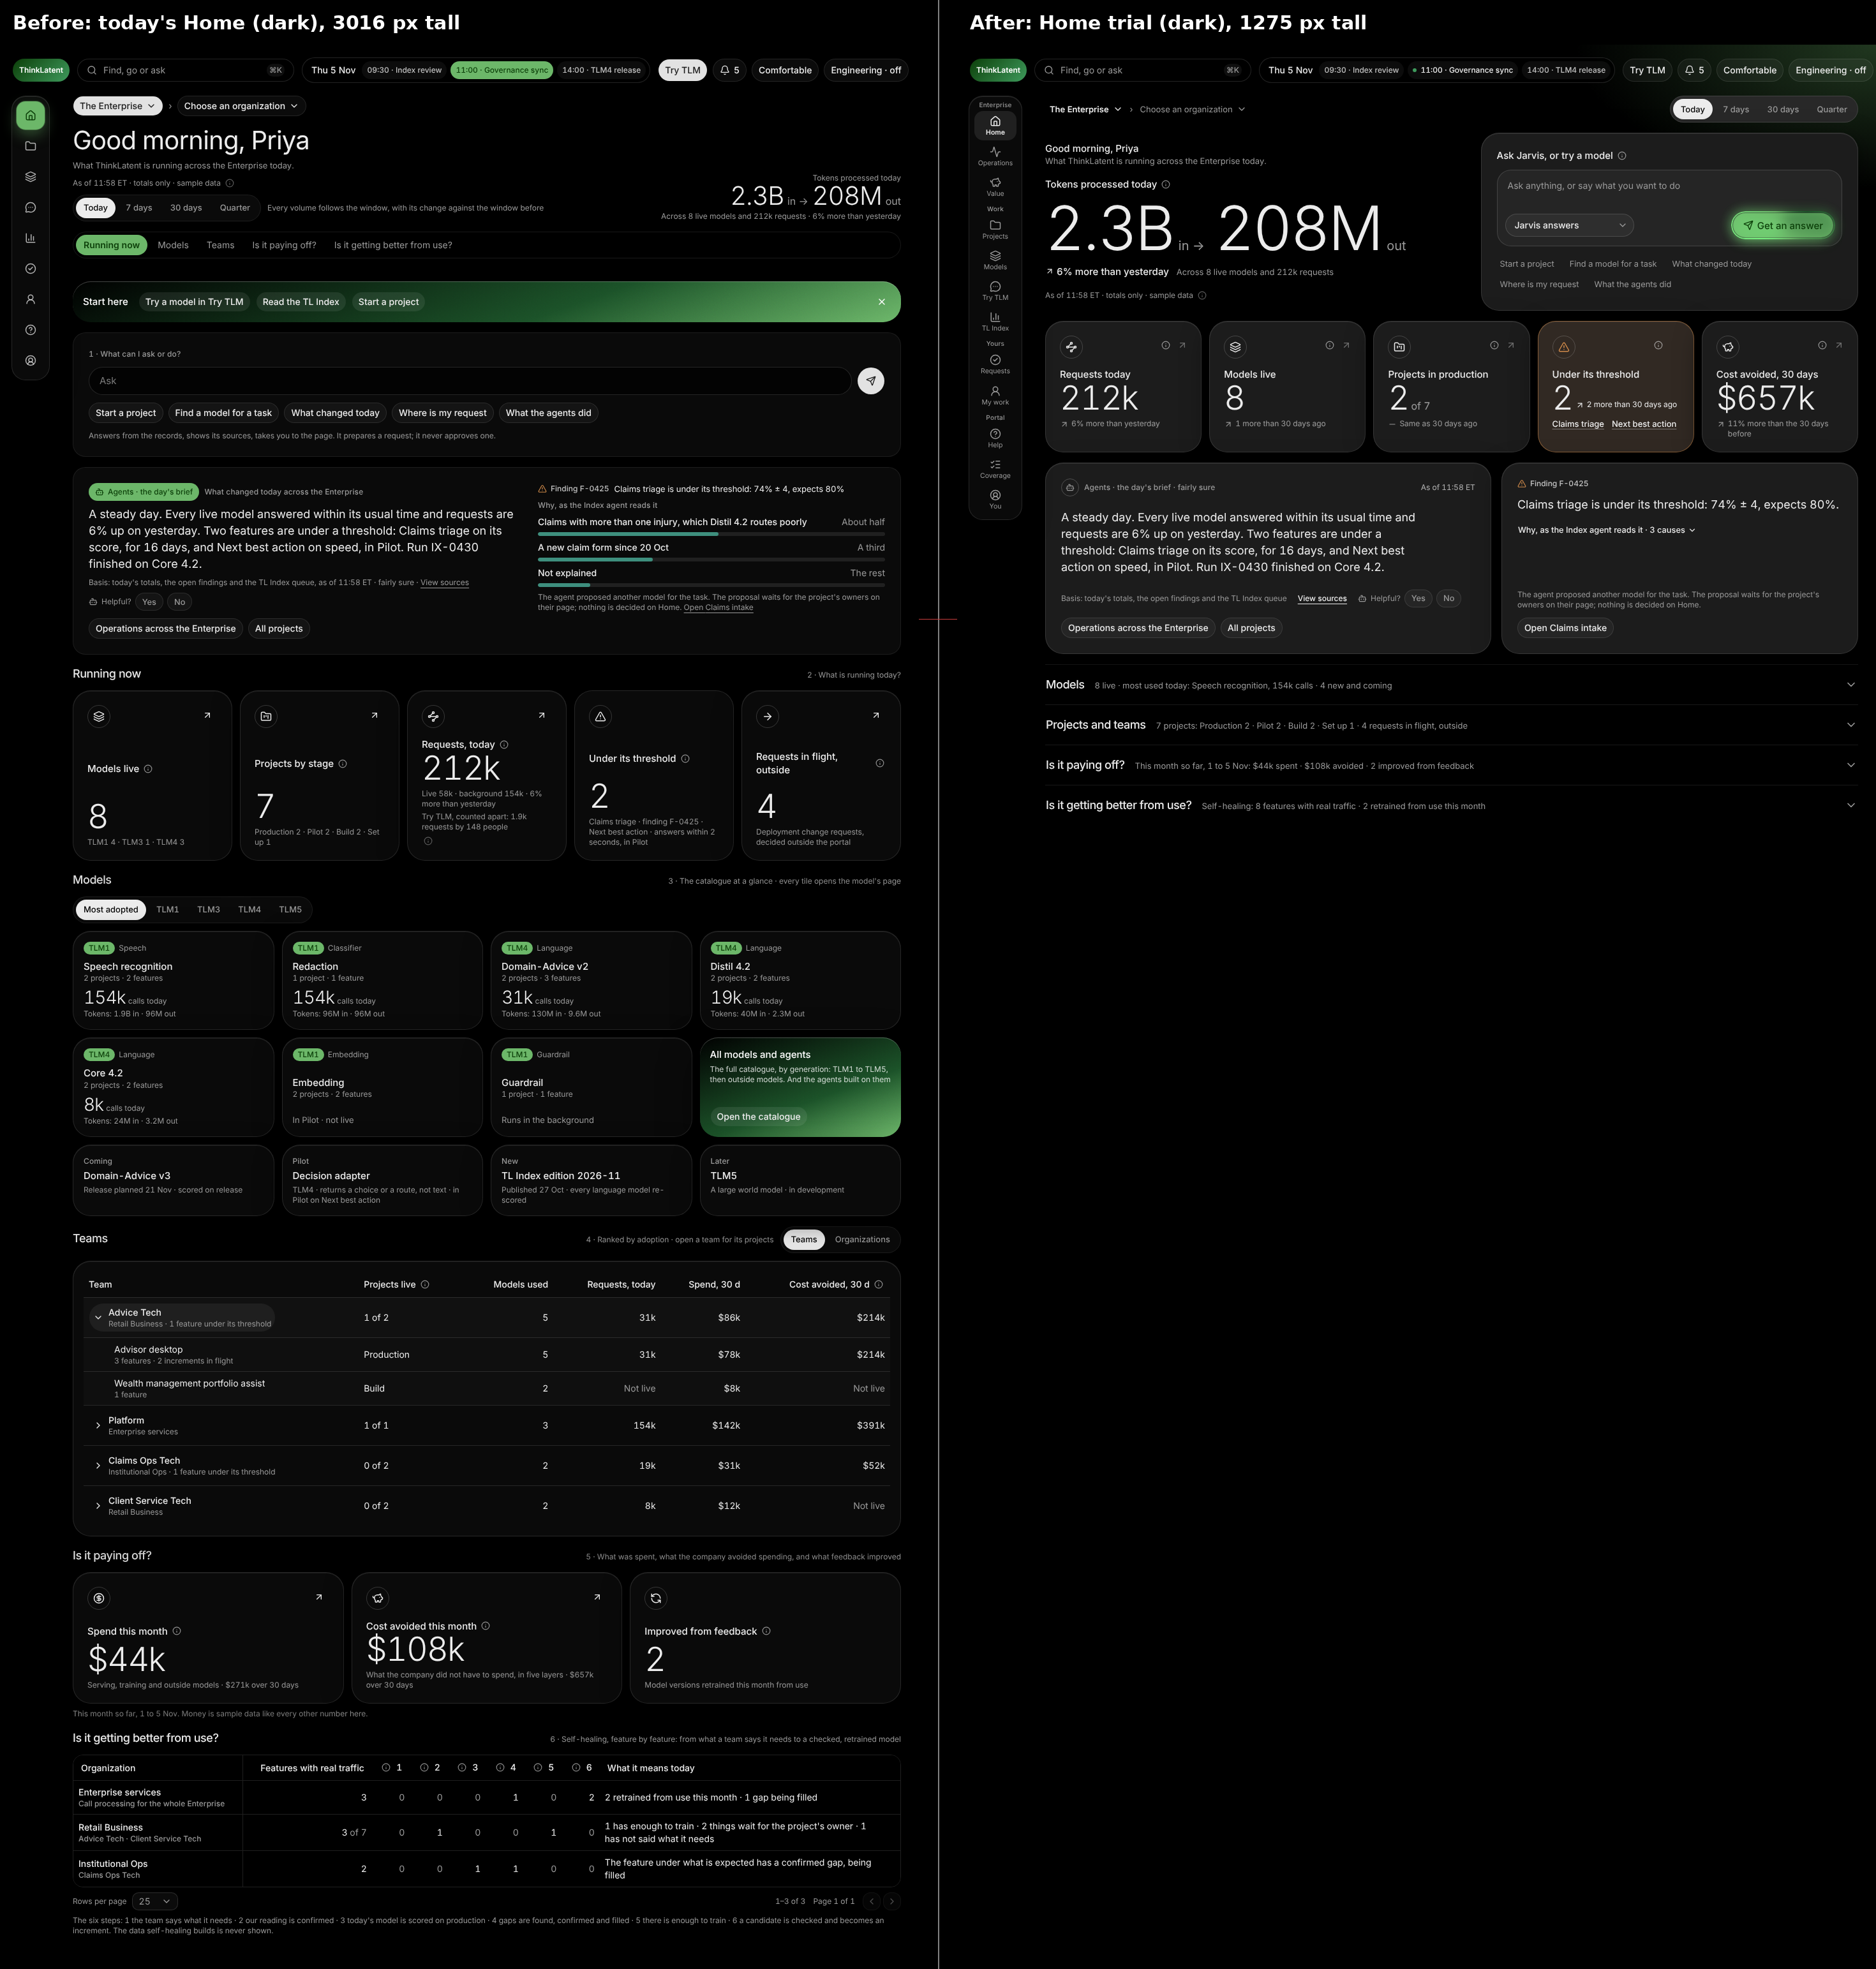 Before: today's Home (dark), 3016 px tall
ThinkLatent
Find, go or ask
⌘K
Thu 5 Nov
09:30 · Index review
11:00 · Governance sync
14:00 · TLM4 release
Try TLM
5
Comfortable
Engineering · off
The Enterprise
Choose an organization
Good morning, Priya
What ThinkLatent is running across the Enterprise today.
As of 11:58 ET · totals only · sample data
Today
7 days
30 days
Quarter
Every volume follows the window, with its change against the window before
Tokens processed today
2.3B in → 208M out
Across 8 live models and 212k requests · 6% more than yesterday
Running now
Models
Teams
Is it paying off?
Is it getting better from use?
Start here
Try a model in Try TLM
Read the TL Index
Start a project
1 · What can I ask or do?
Ask
Start a project
Find a model for a task
What changed today
Where is my request
What the agents did
Answers from the records, shows its sources, takes you to the page. It prepares a request; it never approves one.
Agents · the day's brief
What changed today across the Enterprise
A steady day. Every live model answered within its usual time and requests are
6% up on yesterday. Two features are under a threshold: Claims triage on its
score, for 16 days, and Next best action on speed, in Pilot. Run IX-0430
finished on Core 4.2.
Basis: today's totals, the open findings and the TL Index queue, as of 11:58 ET · fairly sure · View sources
Helpful?
Yes
No
Operations across the Enterprise
All projects
Finding F-0425 Claims triage is under its threshold: 74% ± 4, expects 80%
Why, as the Index agent reads it
Claims with more than one injury, which Distil 4.2 routes poorly
About half
A new claim form since 20 Oct
A third
Not explained
The rest
The agent proposed another model for the task. The proposal waits for the project's owners on
their page; nothing is decided on Home. Open Claims intake
Running now
2 · What is running today?
Models live
8
TLM1 4 · TLM3 1 · TLM4 3
Projects by stage
7
Production 2 · Pilot 2 · Build 2 · Set
up 1
Requests, today
212k
Live 58k · background 154k · 6%
more than yesterday
Try TLM, counted apart: 1.9k
requests by 148 people
Under its threshold
2
Claims triage · finding F-0425 ·
Next best action · answers within 2
seconds, in Pilot
Requests in flight,
outside
4
Deployment change requests,
decided outside the portal
Models
3 · The catalogue at a glance · every tile opens the model's page
Most adopted
TLM1
TLM3
TLM4
TLM5
TLM1 Speech
Speech recognition
2 projects · 2 features
154k calls today
Tokens: 1.9B in · 96M out
TLM1 Classifier
Redaction
1 project · 1 feature
154k calls today
Tokens: 96M in · 96M out
TLM4 Language
Domain-Advice v2
2 projects · 3 features
31k calls today
Tokens: 130M in · 9.6M out
TLM4 Language
Distil 4.2
2 projects · 2 features
19k calls today
Tokens: 40M in · 2.3M out
TLM4 Language
Core 4.2
2 projects · 2 features
8k calls today
Tokens: 24M in · 3.2M out
TLM1 Embedding
Embedding
2 projects · 2 features
In Pilot · not live
TLM1 Guardrail
Guardrail
1 project · 1 feature
Runs in the background
All models and agents
The full catalogue, by generation: TLM1 to TLM5,
then outside models. And the agents built on them
Open the catalogue
Coming
Domain-Advice v3
Release planned 21 Nov · scored on release
Pilot
Decision adapter
TLM4 · returns a choice or a route, not text · in
Pilot on Next best action
New
TL Index edition 2026-11
Published 27 Oct · every language model re-
scored
Later
TLM5
A large world model · in development
Teams
4 · Ranked by adoption · open a team for its projects
Teams
Organizations
Team
Projects live
Models used
Requests, today
Spend, 30 d
Cost avoided, 30 d
Advice Tech
Retail Business · 1 feature under its threshold
1 of 2
5
31k
$86k
$214k
Advisor desktop
3 features · 2 increments in flight
Production
5
31k
$78k
$214k
Wealth management portfolio assist
1 feature
Build
2
Not live
$8k
Not live
Platform
Enterprise services
1 of 1
3
154k
$142k
$391k
Claims Ops Tech
Institutional Ops · 1 feature under its threshold
0 of 2
2
19k
$31k
$52k
Client Service Tech
Retail Business
0 of 2
2
8k
$12k
Not live
Is it paying off?
5 · What was spent, what the company avoided spending, and what feedback improved
Spend this month
$44k
Serving, training and outside models · $271k over 30 days
Cost avoided this month
$108k
What the company did not have to spend, in five layers · $657k
over 30 days
Improved from feedback
2
Model versions retrained this month from use
This month so far, 1 to 5 Nov. Money is sample data like every other number here.
Is it getting better from use?
6 · Self-healing, feature by feature: from what a team says it needs to a checked, retrained model
Organization
Features with real traffic
1
2
3
4
5
6
What it means today
Enterprise services
Call processing for the whole Enterprise
3
0
0
0
1
0
2
2 retrained from use this month · 1 gap being filled
Retail Business
Advice Tech · Client Service Tech
3 of 7
0
1
0
0
1
0
1 has enough to train · 2 things wait for the project's owner · 1
has not said what it needs
Institutional Ops
Claims Ops Tech
2
0
0
1
1
0
0
The feature under what is expected has a confirmed gap, being
filled
Rows per page
25
1–3 of 3
Page 1 of 1
The six steps: 1 the team says what it needs · 2 our reading is confirmed · 3 today's model is scored on production · 4 gaps are found, confirmed and filled · 5 there is enough to train · 6 a candidate is checked and becomes an
increment. The data self-healing builds is never shown.
After: Home trial (dark), 1275 px tall
ThinkLatent
Find, go or ask
⌘K
Thu 5 Nov
09:30 · Index review
11:00 · Governance sync
14:00 · TLM4 release
Try TLM
5
Comfortable
Engineering · off
Enterprise
Home
Operations
Value
Work
Projects
Models
Try TLM
TL Index
Yours
Requests
My work
Portal
Help
Coverage
You
The Enterprise
Choose an organization
Today
7 days
30 days
Quarter
Good morning, Priya
What ThinkLatent is running across the Enterprise today.
Tokens processed today
2.3B in → 208M out
6% more than yesterday
Across 8 live models and 212k requests
As of 11:58 ET · totals only · sample data
Ask Jarvis, or try a model
Ask anything, or say what you want to do
Jarvis answers
Get an answer
Start a project
Find a model for a task
What changed today
Where is my request
What the agents did
Requests today
212k
6% more than yesterday
Models live
8
1 more than 30 days ago
Projects in production
2 of 7
Same as 30 days ago
Under its threshold
2
2 more than 30 days ago
Claims triage
Next best action
Cost avoided, 30 days
$657k
11% more than the 30 days
before
Agents · the day's brief · fairly sure
As of 11:58 ET
A steady day. Every live model answered within its usual time and
requests are 6% up on yesterday. Two features are under a
threshold: Claims triage on its score, for 16 days, and Next best
action on speed, in Pilot. Run IX-0430 finished on Core 4.2.
Basis: today's totals, the open findings and the TL Index queue
View sources
Helpful?
Yes
No
Operations across the Enterprise
All projects
Finding F-0425
Claims triage is under its threshold: 74% ± 4, expects 80%.
Why, as the Index agent reads it · 3 causes
The agent proposed another model for the task. The proposal waits for the project's
owners on their page; nothing is decided on Home.
Open Claims intake
Models
8 live · most used today: Speech recognition, 154k calls · 4 new and coming
Projects and teams
7 projects: Production 2 · Pilot 2 · Build 2 · Set up 1 · 4 requests in flight, outside
Is it paying off?
This month so far, 1 to 5 Nov: $44k spent · $108k avoided · 2 improved from feedback
Is it getting better from use?
Self-healing: 8 features with real traffic · 2 retrained from use this month